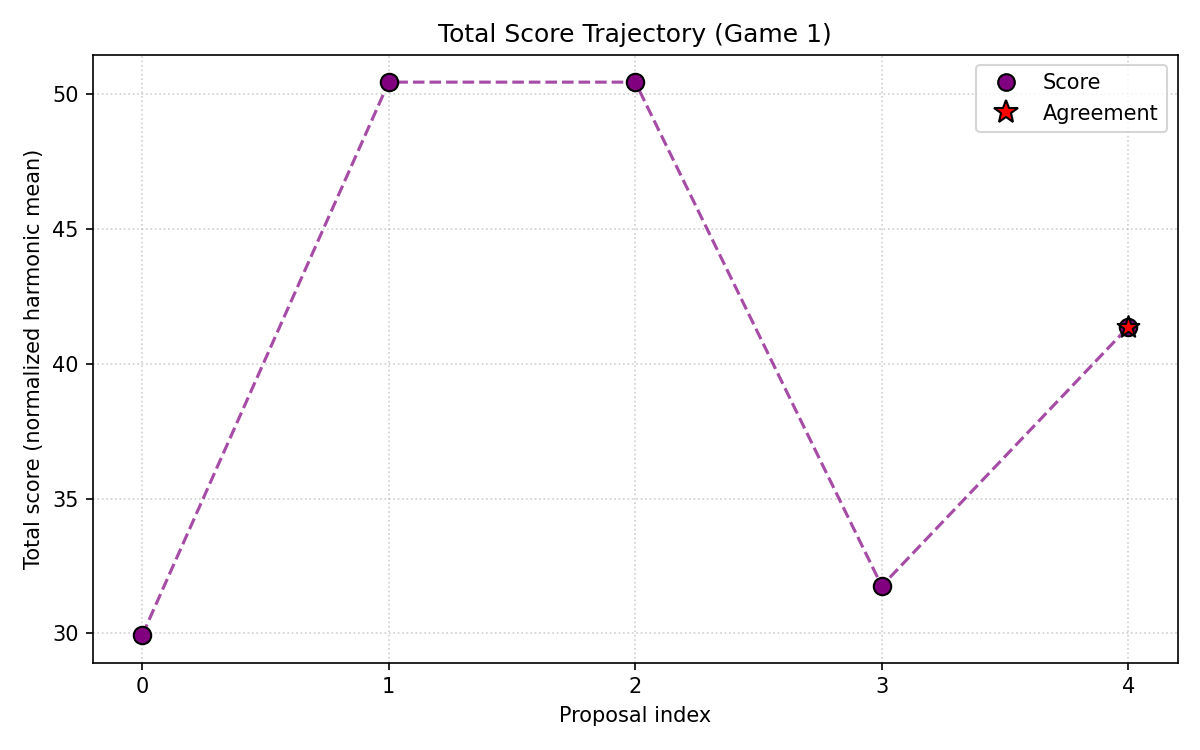 Total Score Trajectory (Game 1)
Score
Agreement
50
45
40
35
30
Total score (normalized harmonic mean)
0 1 2 3 4
Proposal index